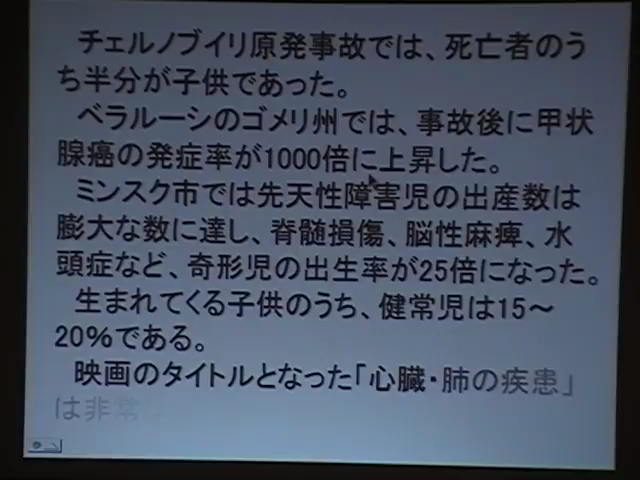 チェルノブイリ原発事故では、死亡者のう
ち半分が子供であった。
ベラルーシのゴメリ州では、事故後に甲状
腺癌の発症率が1000倍に上昇した。
ミンスク市では先天性障害児の出産数は
膨大な数に達し、脊髄損傷、脳性麻痺、水
頭症など、奇形児の出生率が25倍になった。
生まれてくる子供のうち、健常児は15～
20%である。
映画のタイトルとなった「心臓・肺の疾患」
は非常